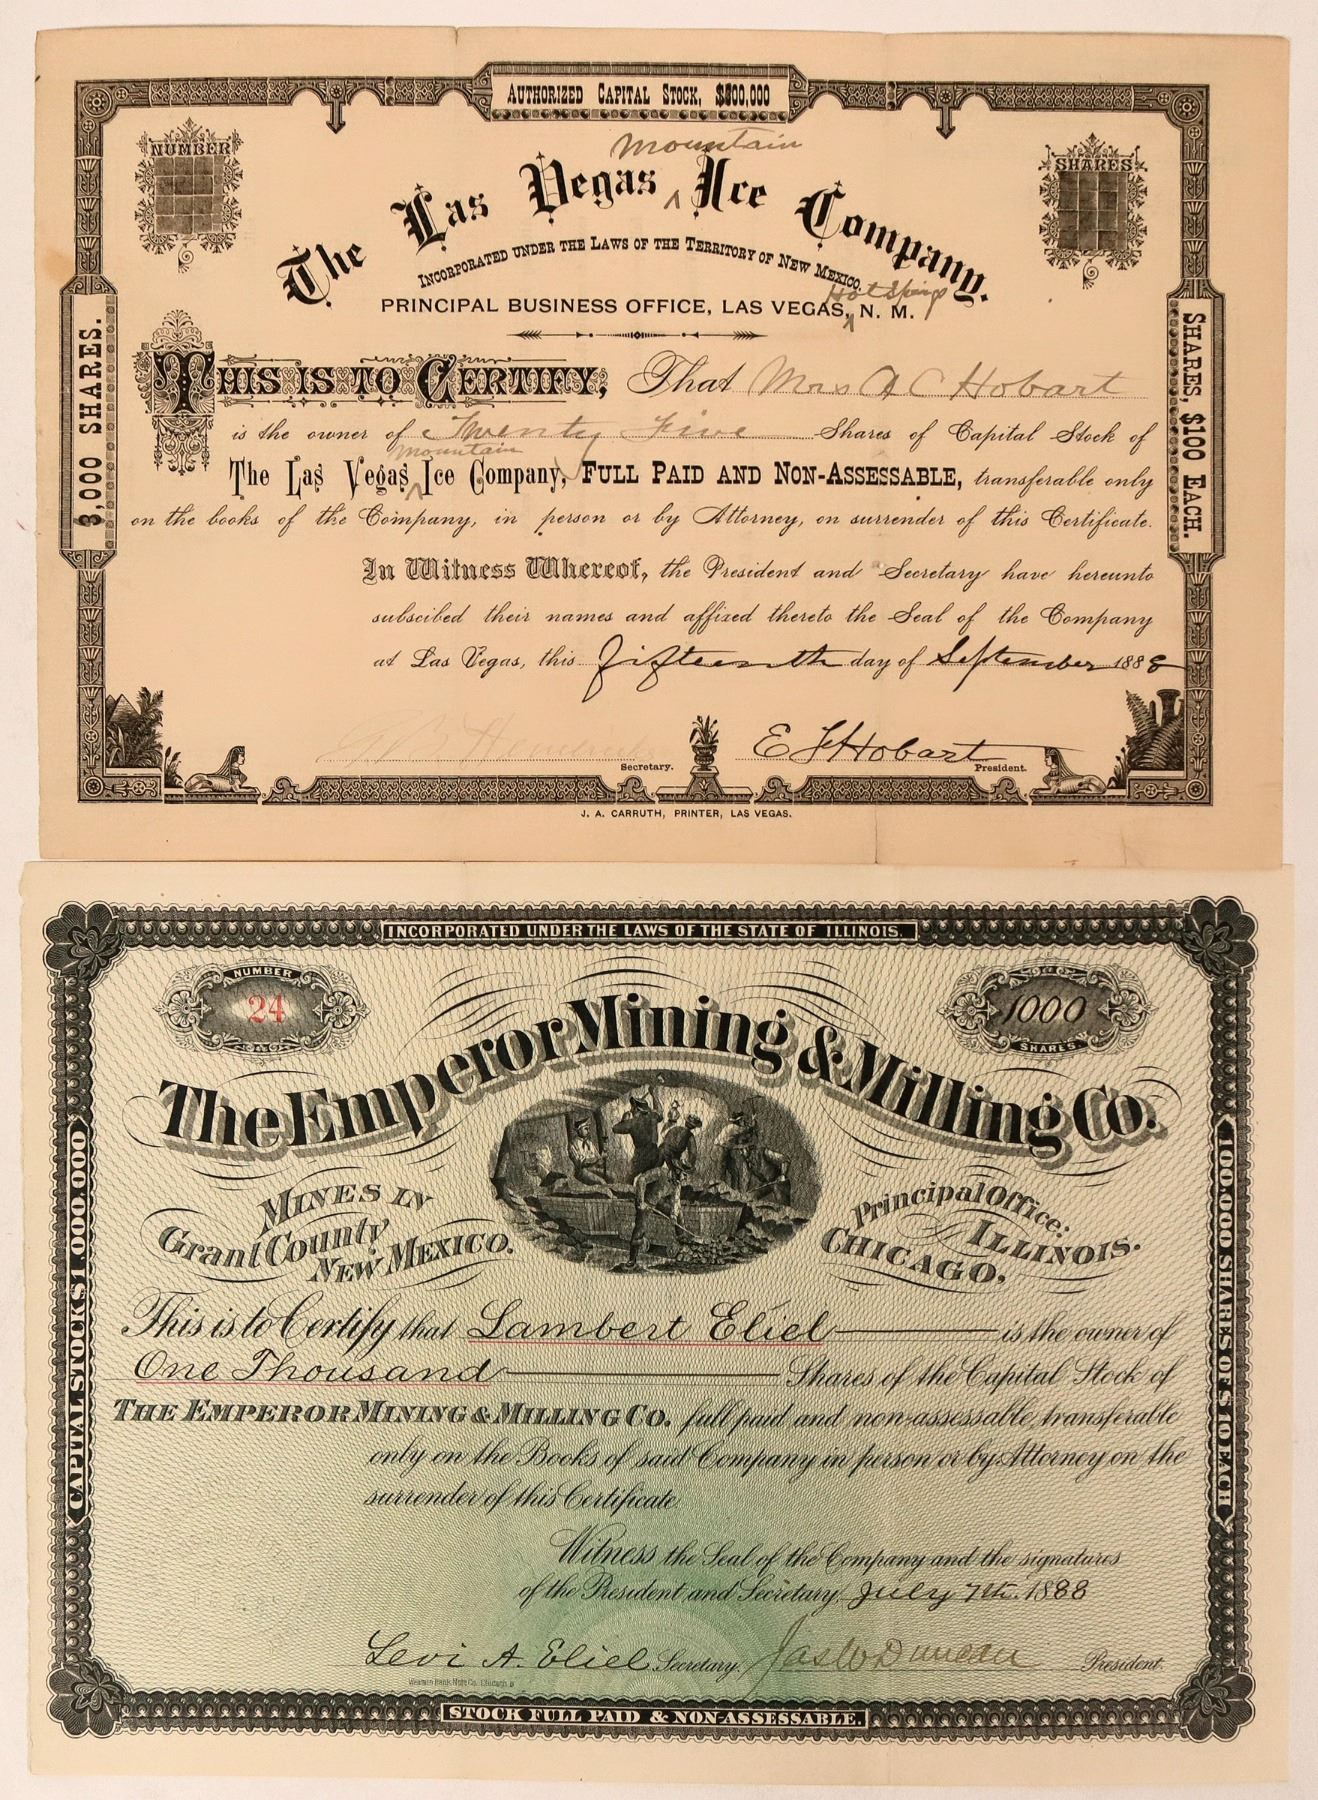 AUTHORIZED CAPITAL STOCK, $300,000
NUMBER
SHARES
Mountain
The Las Vegas ^ Ice Company.
INCORPORATED UNDER THE LAWS OF THE TERRITORY OF NEW MEXICO.
Hot Springs
PRINCIPAL BUSINESS OFFICE, LAS VEGAS, ^ N. M.
3,000 SHARES.
SHARES, $100 EACH.
THIS IS TO CERTIFY, That Mrs A C Hobart
is the owner of Twenty Five Shares of Capital Stock of
Mountain
The Las Vegas ^ Ice Company, FULL PAID AND NON-ASSESSABLE, transferable only
on the books of the Company, in person or by Attorney, on surrender of this Certificate.
In Witness Whereof, the President and Secretary have hereunto
subscibed their names and affixed thereto the Seal of the Company
at Las Vegas, this Fifteenth day of September 1888
E F Hobart
Secretary.
President.
J. A. CARRUTH, PRINTER, LAS VEGAS.
INCORPORATED UNDER THE LAWS OF THE STATE OF ILLINOIS.
NUMBER
24
1000
SHARES
The Emperor Mining & Milling Co.
MINES IN
Grant County
NEW MEXICO.
Principal Office:
CHICAGO, ILLINOIS.
CAPITAL STOCK $1,000,000
100,000 SHARES OF $10 EACH
This is to Certify that Lambert Eliel is the owner of
One Thousand Shares of the Capital Stock of
THE EMPEROR MINING & MILLING CO. full paid and non-assessable, transferable
only on the Books of said Company in person or by Attorney on the
surrender of this Certificate.
Witness the Seal of the Company and the signatures
of the President and Secretary, July 7th. 1888
Levi A. Eliel Secretary. Jas W Duncan President.
Western Bank Note Co. Chicago.
STOCK FULL PAID & NON-ASSESSABLE.